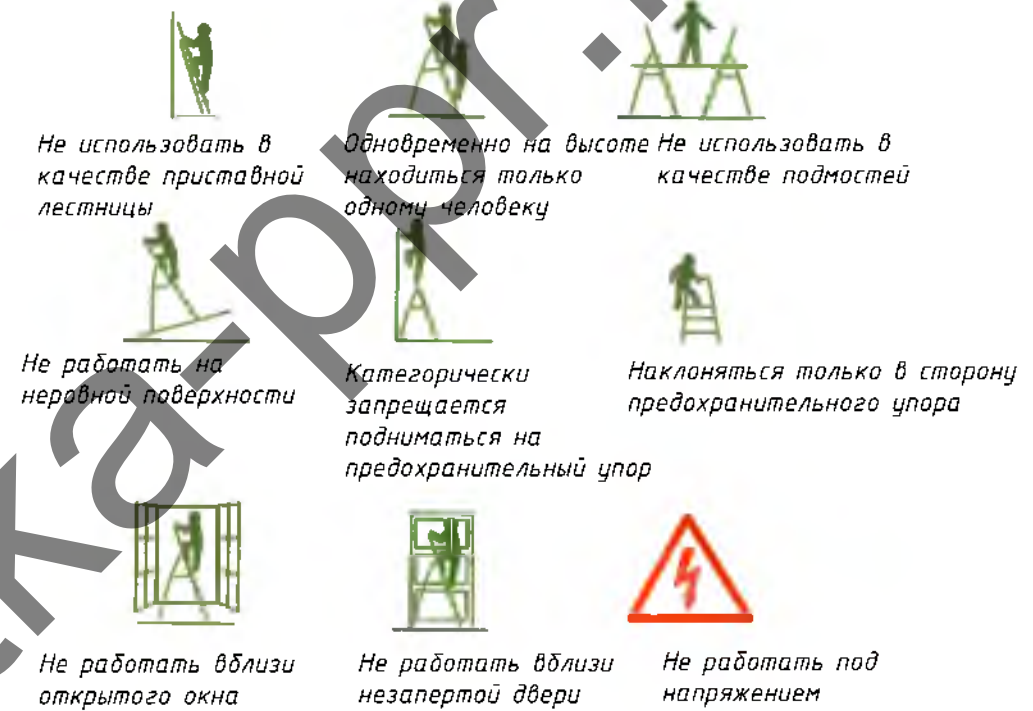 Не использовать в
качестве приставной
лестницы
Одновременно на высоте
находиться только
одному человеку
Не использовать в
качестве подмостей
Не работать на
неровной поверхности
Категорически
запрещается
подниматься на
предохранительный упор
Наклоняться только в сторону
предохранительного упора
Не работать вблизи
открытого окна
Не работать вблизи
незапертой двери
Не работать под
напряжением
ка-ppr.